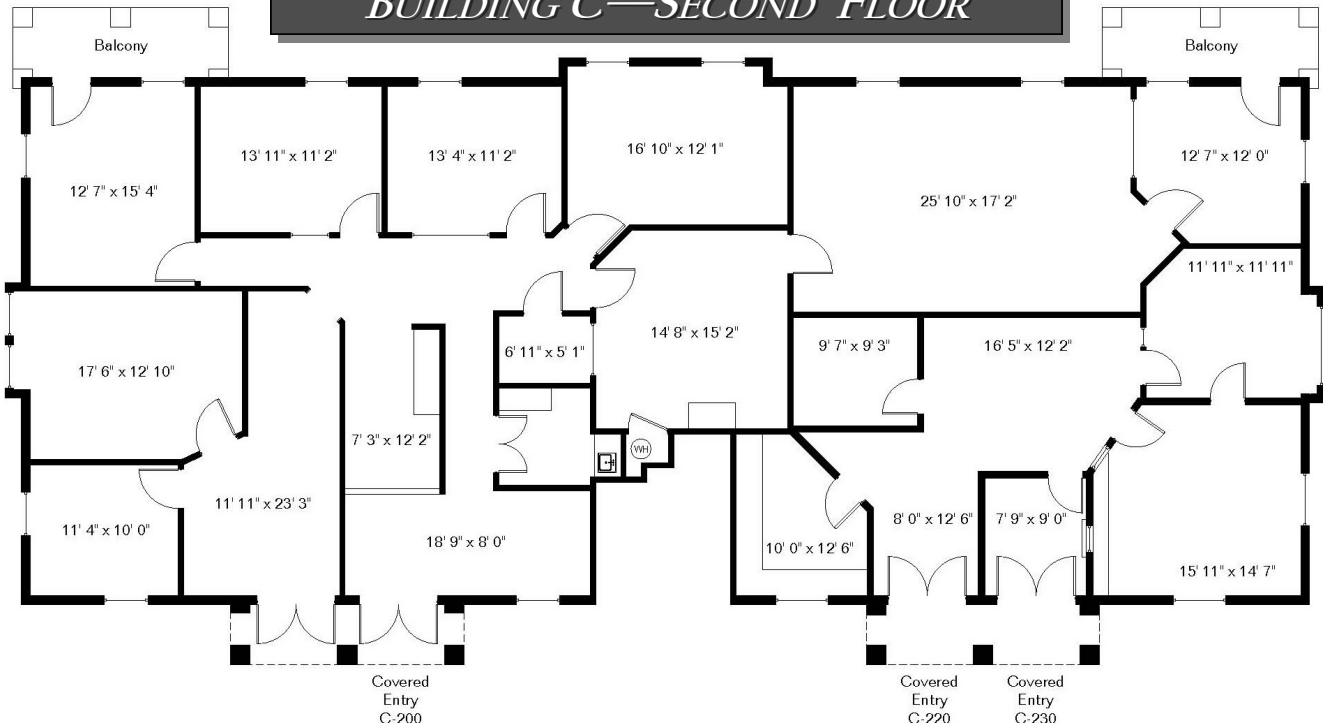 BUILDING C—SECOND FLOOR
Balcony
Balcony
12' 7" x 15' 4"
13' 11" x 11' 2"
13' 4" x 11' 2"
16' 10" x 12' 1"
25' 10" x 17' 2"
12' 7" x 12' 0"
11' 11" x 11' 11"
17' 6" x 12' 10"
6' 11" x 5' 1"
14' 8" x 15' 2"
9' 7" x 9' 3"
16' 5" x 12' 2"
7' 3" x 12' 2"
WH
11' 4" x 10' 0"
11' 11" x 23' 3"
18' 9" x 8' 0"
10' 0" x 12' 6"
8' 0" x 12' 6"
7' 9" x 9' 0"
15' 11" x 14' 7"
Covered
Entry
C-200
Covered
Entry
C-220
Covered
Entry
C-230